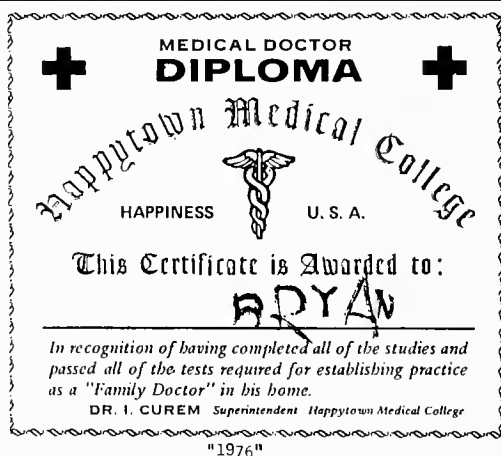 MEDICAL DOCTOR
DIPLOMA
Happytown Medical College
HAPPINESS U. S. A.
This Certificate is Awarded to:
BRYAN
In recognition of having completed all of the studies and
passed all of the tests required for establishing practice
as a "Family Doctor" in his home.
DR. I. CUREM Superintendent Happytown Medical College
"1976"